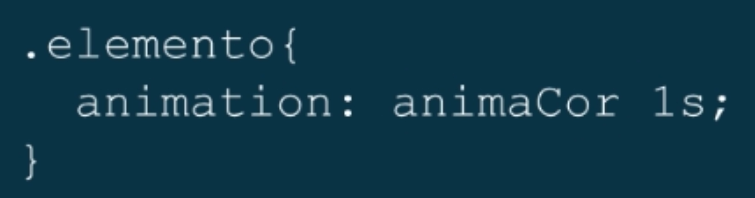 .elemento{
animation: animaCor 1s;
}